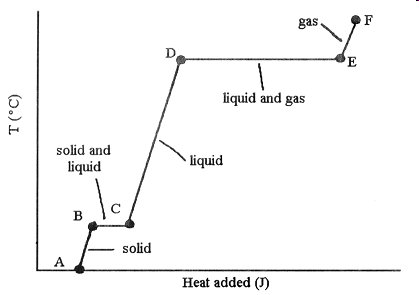 gas
F
D
E
T (°C)
liquid and gas
solid and
liquid
liquid
B
C
solid
A
Heat added (J)